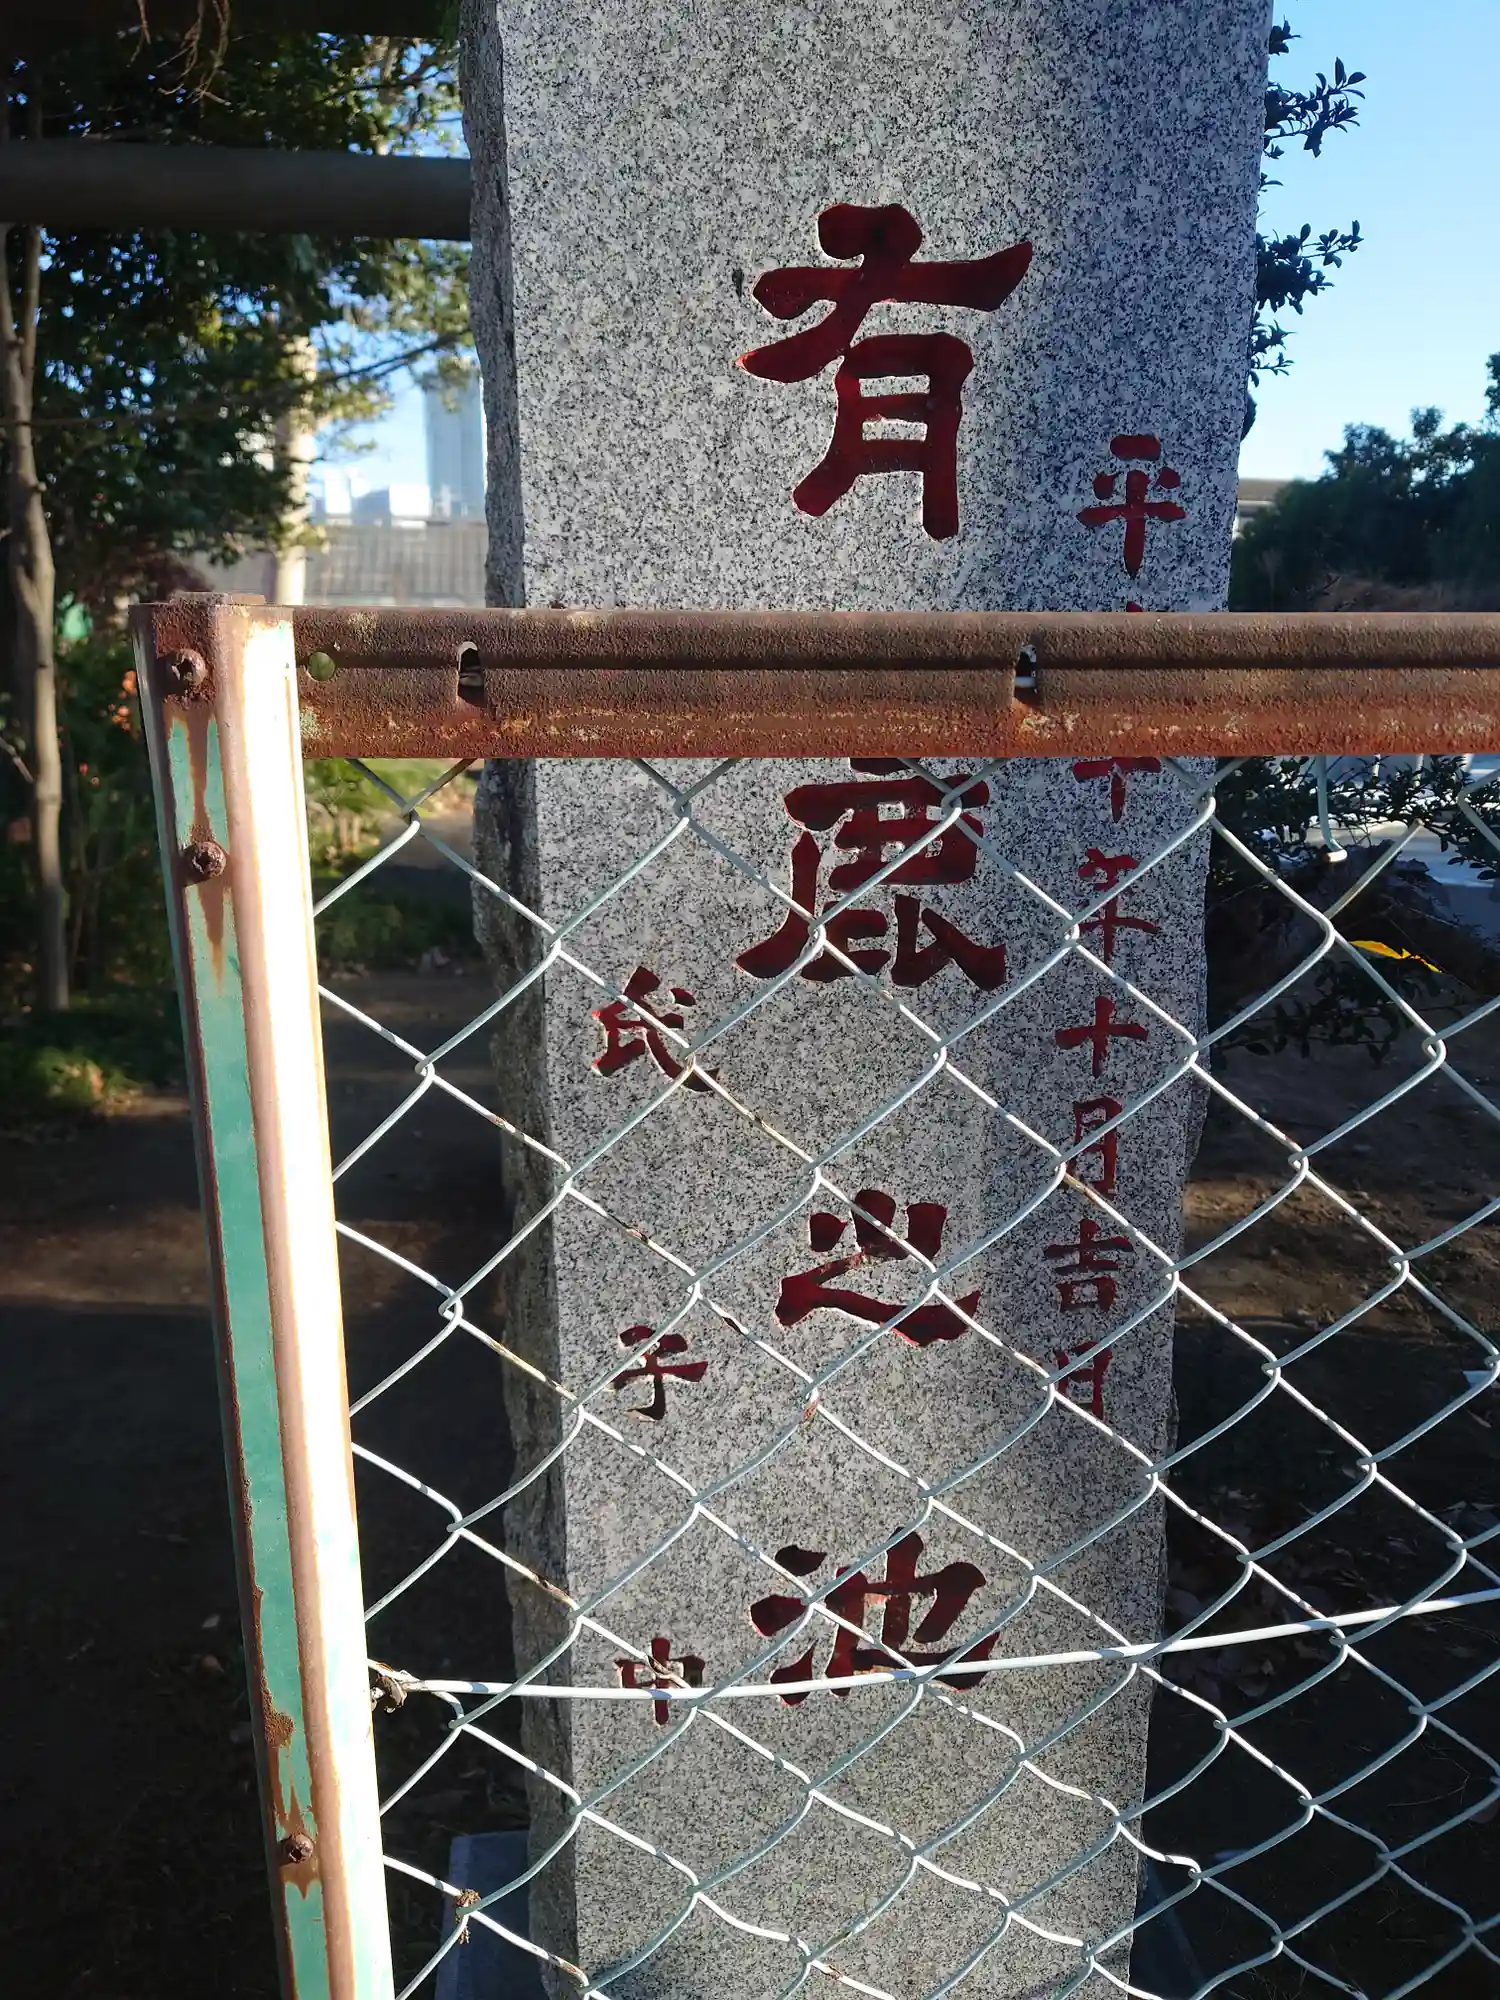 平十年十月吉日
有鹿之池
氏子中